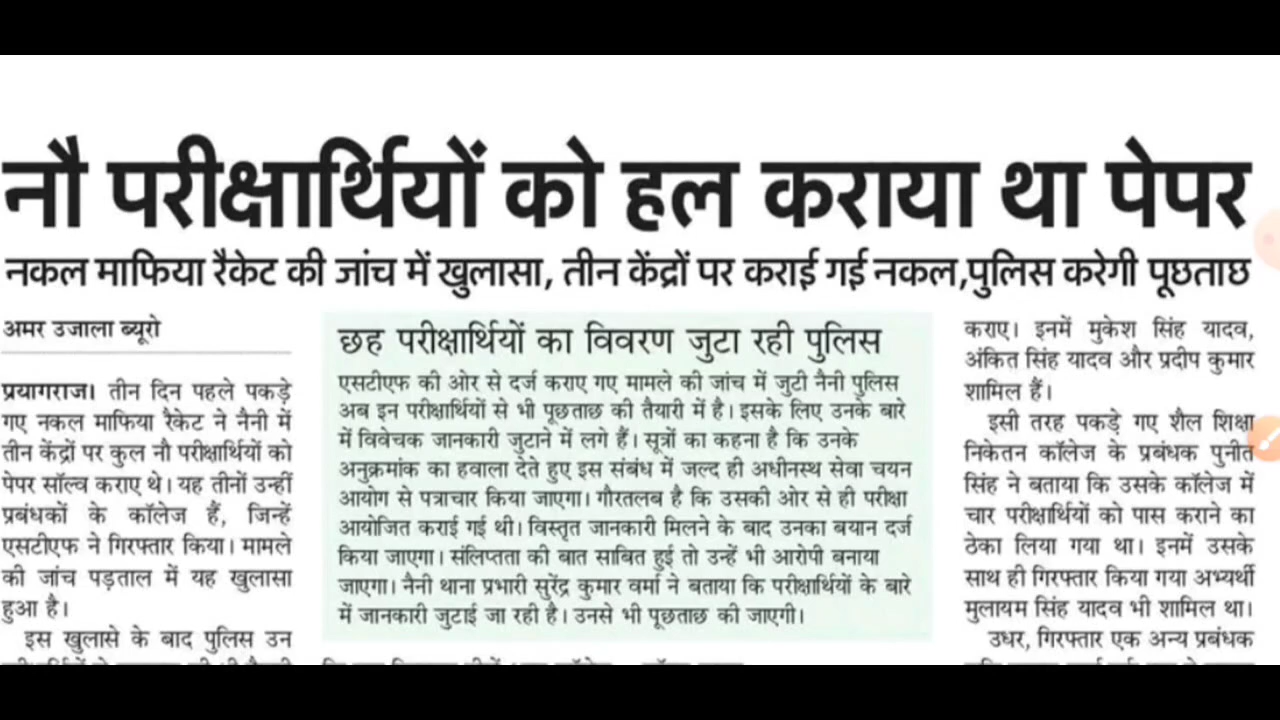 नौ परीक्षार्थियों को हल कराया था पेपर
नकल माफिया रैकेट की जांच में खुलासा, तीन केंद्रों पर कराई गई नकल,पुलिस करेगी पूछताछ
अमर उजाला ब्यूरो
प्रयागराज। तीन दिन पहले पकड़े
गए नकल माफिया रैकेट ने नैनी में
तीन केंद्रों पर कुल नौ परीक्षार्थियों को
पेपर सॉल्व कराए थे। यह तीनों उन्हीं
प्रबंधकों के कॉलेज हैं, जिन्हें
एसटीएफ ने गिरफ्तार किया। मामले
की जांच पड़ताल में यह खुलासा
हुआ है।
इस खुलासे के बाद पुलिस उन
छह परीक्षार्थियों का विवरण जुटा रही पुलिस
एसटीएफ की ओर से दर्ज कराए गए मामले की जांच में जुटी नैनी पुलिस
अब इन परीक्षार्थियों से भी पूछताछ की तैयारी में है। इसके लिए उनके बारे
में विवेचक जानकारी जुटाने में लगे हैं। सूत्रों का कहना है कि उनके
अनुक्रमांक का हवाला देते हुए इस संबंध में जल्द ही अधीनस्थ सेवा चयन
आयोग से पत्राचार किया जाएगा। गौरतलब है कि उसकी ओर से ही परीक्षा
आयोजित कराई गई थी। विस्तृत जानकारी मिलने के बाद उनका बयान दर्ज
किया जाएगा। संलिप्तता की बात साबित हुई तो उन्हें भी आरोपी बनाया
जाएगा। नैनी थाना प्रभारी सुरेंद्र कुमार वर्मा ने बताया कि परीक्षार्थियों के बारे
में जानकारी जुटाई जा रही है। उनसे भी पूछताछ की जाएगी।
कराए। इनमें मुकेश सिंह यादव,
अंकित सिंह यादव और प्रदीप कुमार
शामिल हैं।
इसी तरह पकड़े गए शैल शिक्षा
निकेतन कॉलेज के प्रबंधक पुनीत
सिंह ने बताया कि उसके कॉलेज में
चार परीक्षार्थियों को पास कराने का
ठेका लिया गया था। इनमें उसके
साथ ही गिरफ्तार किया गया अभ्यर्थी
मुलायम सिंह यादव भी शामिल था।
उधर, गिरफ्तार एक अन्य प्रबंधक